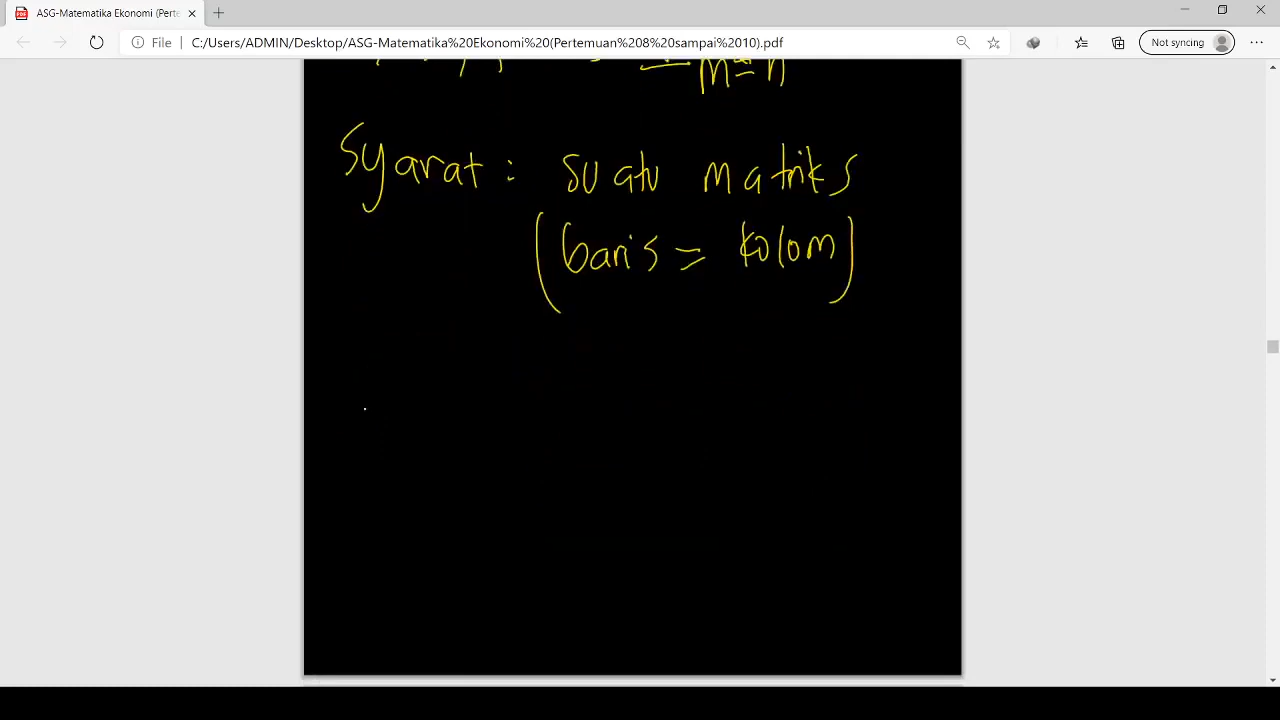 ASG-Matematika Ekonomi (Perte
Not syncing
File
C:/Users/ADMIN/Desktop/ASG-Matematika%20Ekonomi%20(Pertemuan%208%20sampai%2010).pdf
m = n
Syarat : suatu matriks
(baris = kolom)